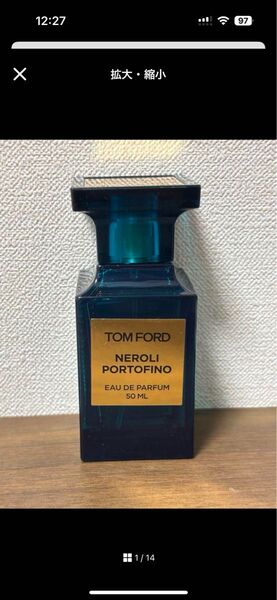 12:27
97
拡大・縮小
TOM FORD
NEROLI
PORTOFINO
EAU DE PARFUM
50 ML
1 / 14